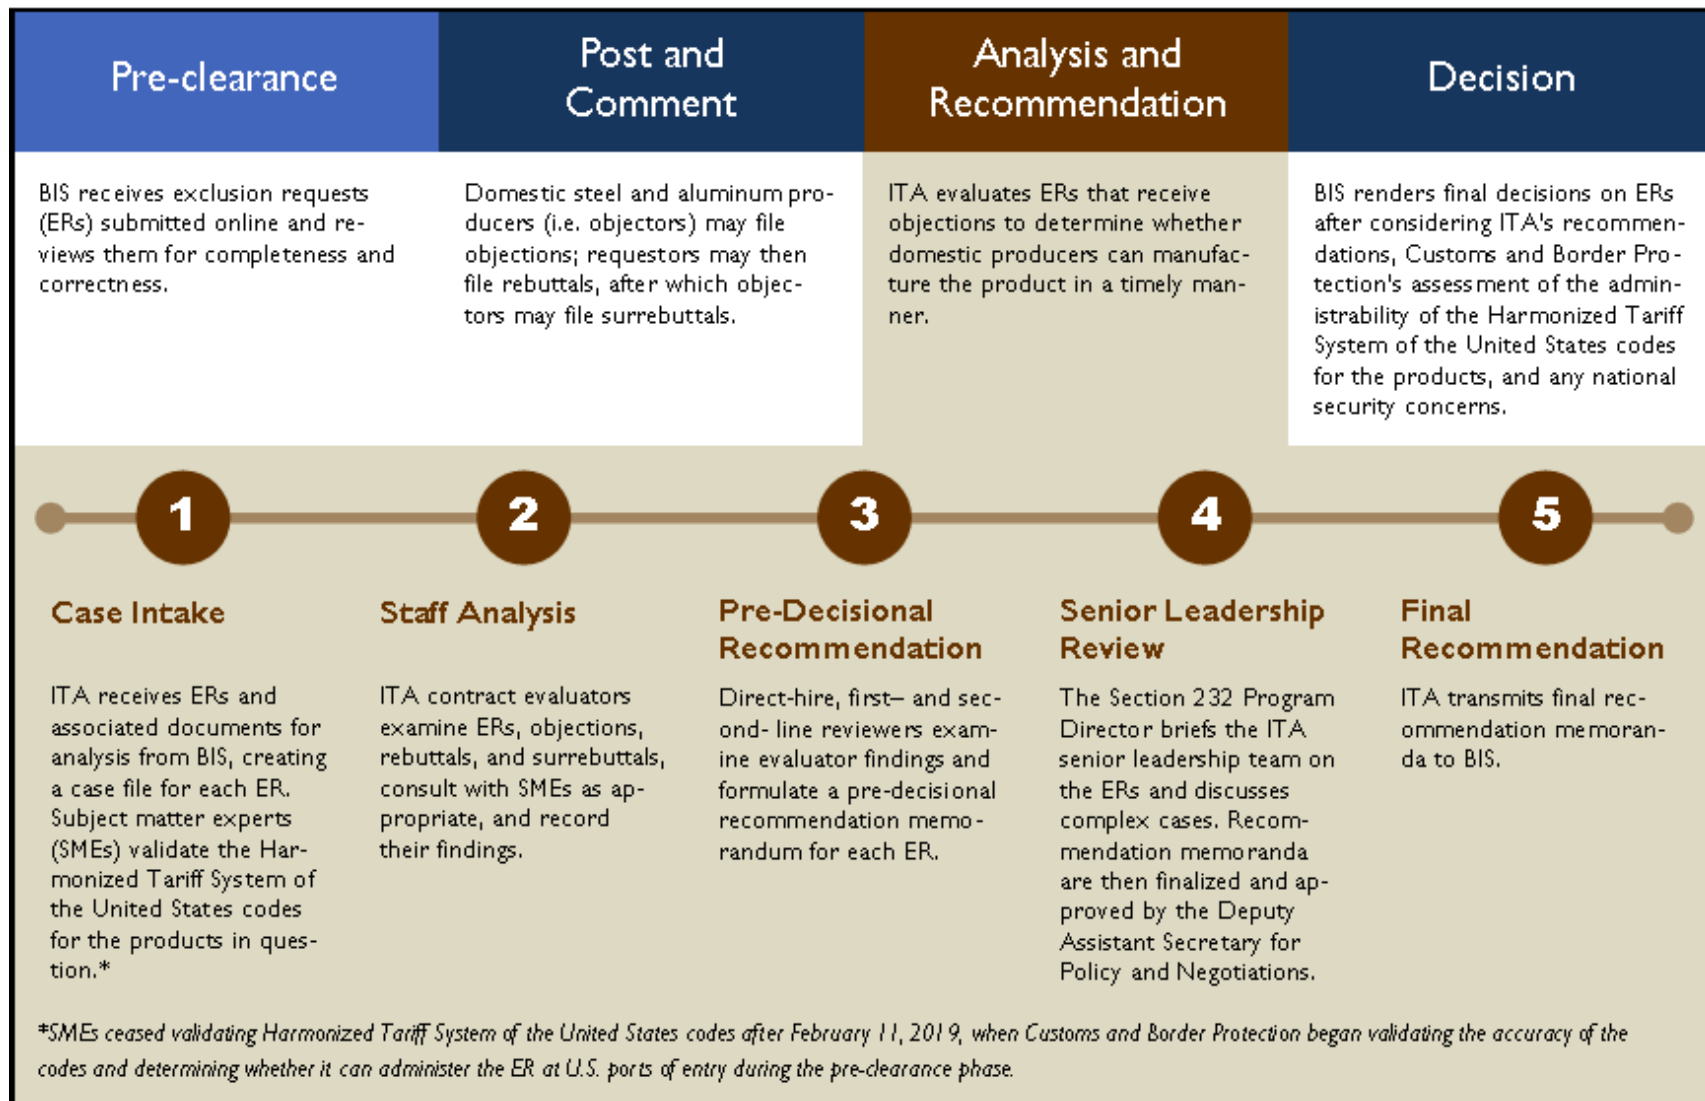 Pre-clearance
Post and
Comment
Analysis and
Recommendation
Decision
BIS receives exclusion requests
(ERs) submitted online and re-
views them for completeness and
correctness.
Domestic steel and aluminum pro-
ducers (i.e. objectors) may file
objections; requestors may then
file rebuttals, after which objec-
tors may file surrebuttals.
ITA evaluates ERs that receive
objections to determine whether
domestic producers can manufac-
ture the product in a timely man-
ner.
BIS renders final decisions on ERs
after considering ITA's recommen-
dations, Customs and Border Pro-
tection's assessment of the admin-
istrability of the Harmonized Tariff
System of the United States codes
for the products, and any national
security concerns.
1
2
3
4
5
Case Intake
ITA receives ERs and
associated documents for
analysis from BIS, creating
a case file for each ER.
Subject matter experts
(SMEs) validate the Har-
monized Tariff System of
the United States codes
for the products in ques-
tion.*
Staff Analysis
ITA contract evaluators
examine ERs, objections,
rebuttals, and surrebuttals,
consult with SMEs as ap-
propriate, and record
their findings.
Pre-Decisional
Recommendation
Direct-hire, first– and sec-
ond- line reviewers exam-
ine evaluator findings and
formulate a pre-decisional
recommendation memo-
randum for each ER.
Senior Leadership
Review
The Section 232 Program
Director briefs the ITA
senior leadership team on
the ERs and discusses
complex cases. Recom-
mendation memoranda
are then finalized and ap-
proved by the Deputy
Assistant Secretary for
Policy and Negotiations.
Final
Recommendation
ITA transmits final rec-
ommendation memoran-
da to BIS.
*SMEs ceased validating Harmonized Tariff System of the United States codes after February 11, 2019, when Customs and Border Protection began validating the accuracy of the
codes and determining whether it can administer the ER at U.S. ports of entry during the pre-clearance phase.